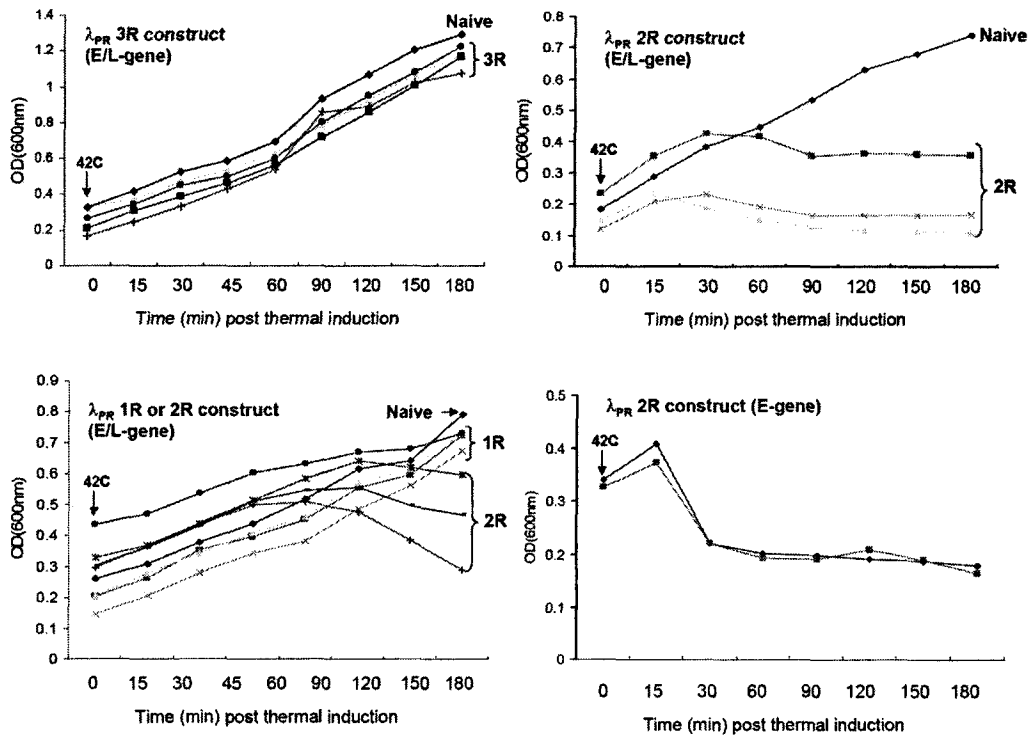 λPR 3R construct
(E/L-gene)
Naive
3R
42C
OD(600nm)
1.4
1.2
1
0.8
0.6
0.4
0.2
0
0 15 30 45 60 90 120 150 180
Time (min) post thermal induction
λPR 2R construct
(E/L-gene)
Naive
2R
42C
OD(600nm)
0.8
0.7
0.6
0.5
0.4
0.3
0.2
0.1
0
0 15 30 60 90 120 150 180
Time (min) post thermal induction
λPR 1R or 2R construct
(E/L-gene)
Naive
1R
2R
42C
OD(600nm)
0.9
0.8
0.7
0.6
0.5
0.4
0.3
0.2
0.1
0
0 15 30 45 60 90 120 150 180
Time (min) post thermal induction
λPR 2R construct (E-gene)
42C
OD(600nm)
0.5
0.4
0.3
0.2
0.1
0
0 15 30 60 90 120 150 180
Time (min) post thermal induction